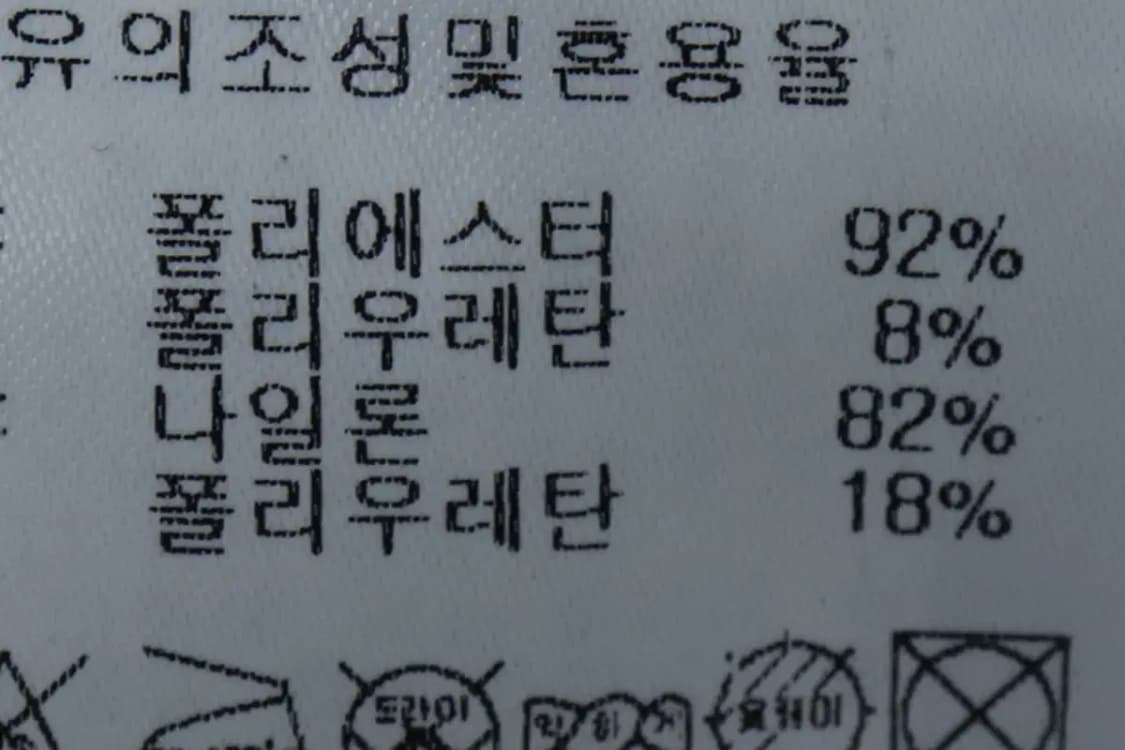 유의조성및혼용율
폴리에스터 92%
폴리우레탄 8%
나일론 82%
폴리우레탄 18%
드라이